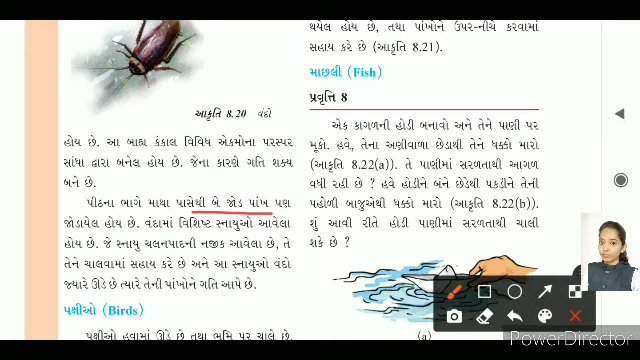 આકૃતિ 8.20 વંદો
હોય છે. આ બાહ્ય કંકાલ વિવિધ એકમોના પરસ્પર
સાંધા દ્વારા બનેલ હોય છે. જેના કારણે ગતિ શક્ય
બને છે.
પીઠના ભાગે માથા પાસેથી બે જોડ પાંખ પણ
જોડાયેલ હોય છે. વંદામાં વિશિષ્ટ સ્નાયુઓ આવેલા
હોય છે. જે સ્નાયુ ચલનપાદની નજીક આવેલા છે, તે
તેને ચાલવામાં સહાય કરે છે અને આ સ્નાયુઓ વંદો
જ્યારે ઊડે છે ત્યારે તેની પાંખોને ગતિ આપે છે.
પક્ષીઓ (Birds)
પક્ષીઓ હવામાં ઊડે છે તથા ભૂમિ પર ચાલે છે.
થયેલ હોય છે, તથા પાંખોને ઉપર-નીચે કરવામાં
સહાય કરે છે (આકૃતિ 8.21)
માછલી (Fish)
પ્રવૃત્તિ 8
એક કાગળની હોડી બનાવો અને તેને પાણી પર
મૂકો. હવે, તેના અણીવાળા છેડાથી તેને ધક્કો મારો
(આકૃતિ 8.22(a). તે પાણીમાં સરળતાથી આગળ
વધી રહી છે ? હવે હોડીને બંને છેડેથી પકડીને તેની
પહોળી બાજુએથી ધક્કો મારો (આકૃતિ 8.22(b).
શું આવી રીતે હોડી પાણીમાં સરળતાથી ચાલી
શકે છે ?
(a)
PowerDirector